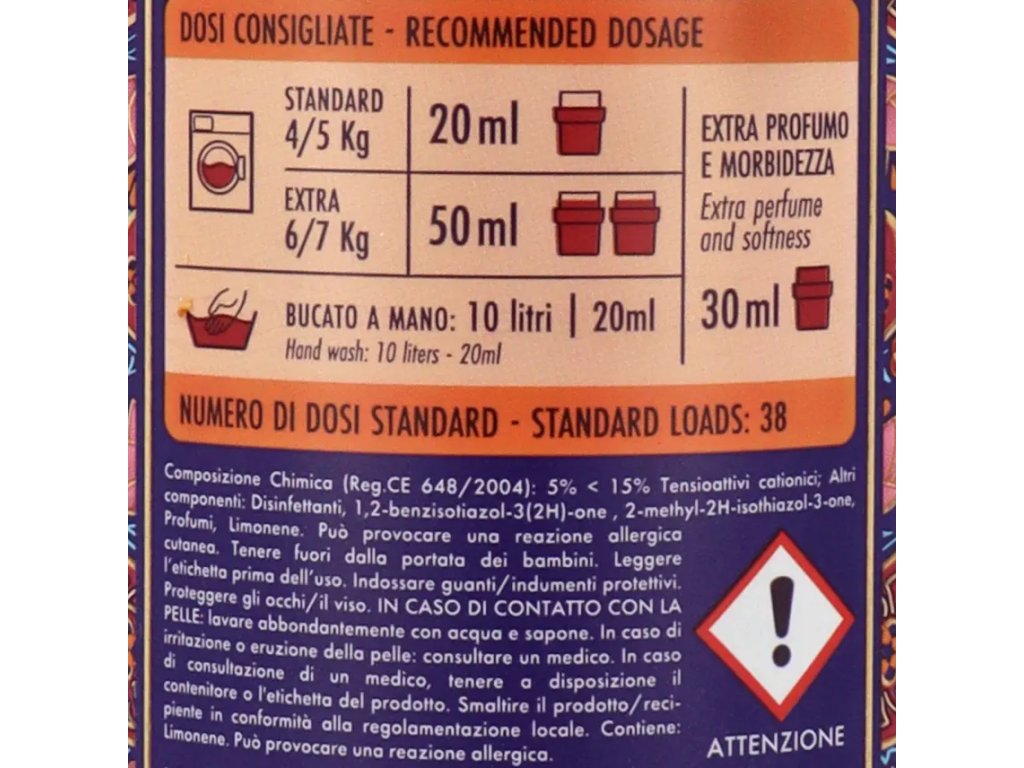 DOSI CONSIGLIATE - RECOMMENDED DOSAGE
STANDARD
4/5 Kg
20 ml
EXTRA
6/7 Kg
50 ml
BUCATO A MANO: 10 litri | 20ml
Hand wash: 10 liters - 20ml
EXTRA PROFUMO
E MORBIDEZZA
Extra perfume
and softness
30 ml
NUMERO DI DOSI STANDARD - STANDARD LOADS: 38
Composizione Chimica (Reg.CE 648/2004): 5% < 15% Tensioattivi cationici; Altri
componenti: Disinfettanti, 1,2-benzisotiazol-3(2H)-one , 2-methyl-2H-isothiazol-3-one,
Profumi, Limonene. Può provocare una reazione allergica
cutanea. Tenere fuori dalla portata dei bambini. Leggere
l'etichetta prima dell'uso. Indossare guanti/indumenti protettivi.
Proteggere gli occhi/il viso. IN CASO DI CONTATTO CON LA
PELLE: lavare abbondantemente con acqua e sapone. In caso di
irritazione o eruzione della pelle: consultare un medico. In caso
di consultazione di un medico, tenere a disposizione il
contenitore o l'etichetta del prodotto. Smaltire il prodotto/reci-
piente in conformità alla regolamentazione locale. Contiene:
Limonene. Può provocare una reazione allergica.
ATTENZIONE